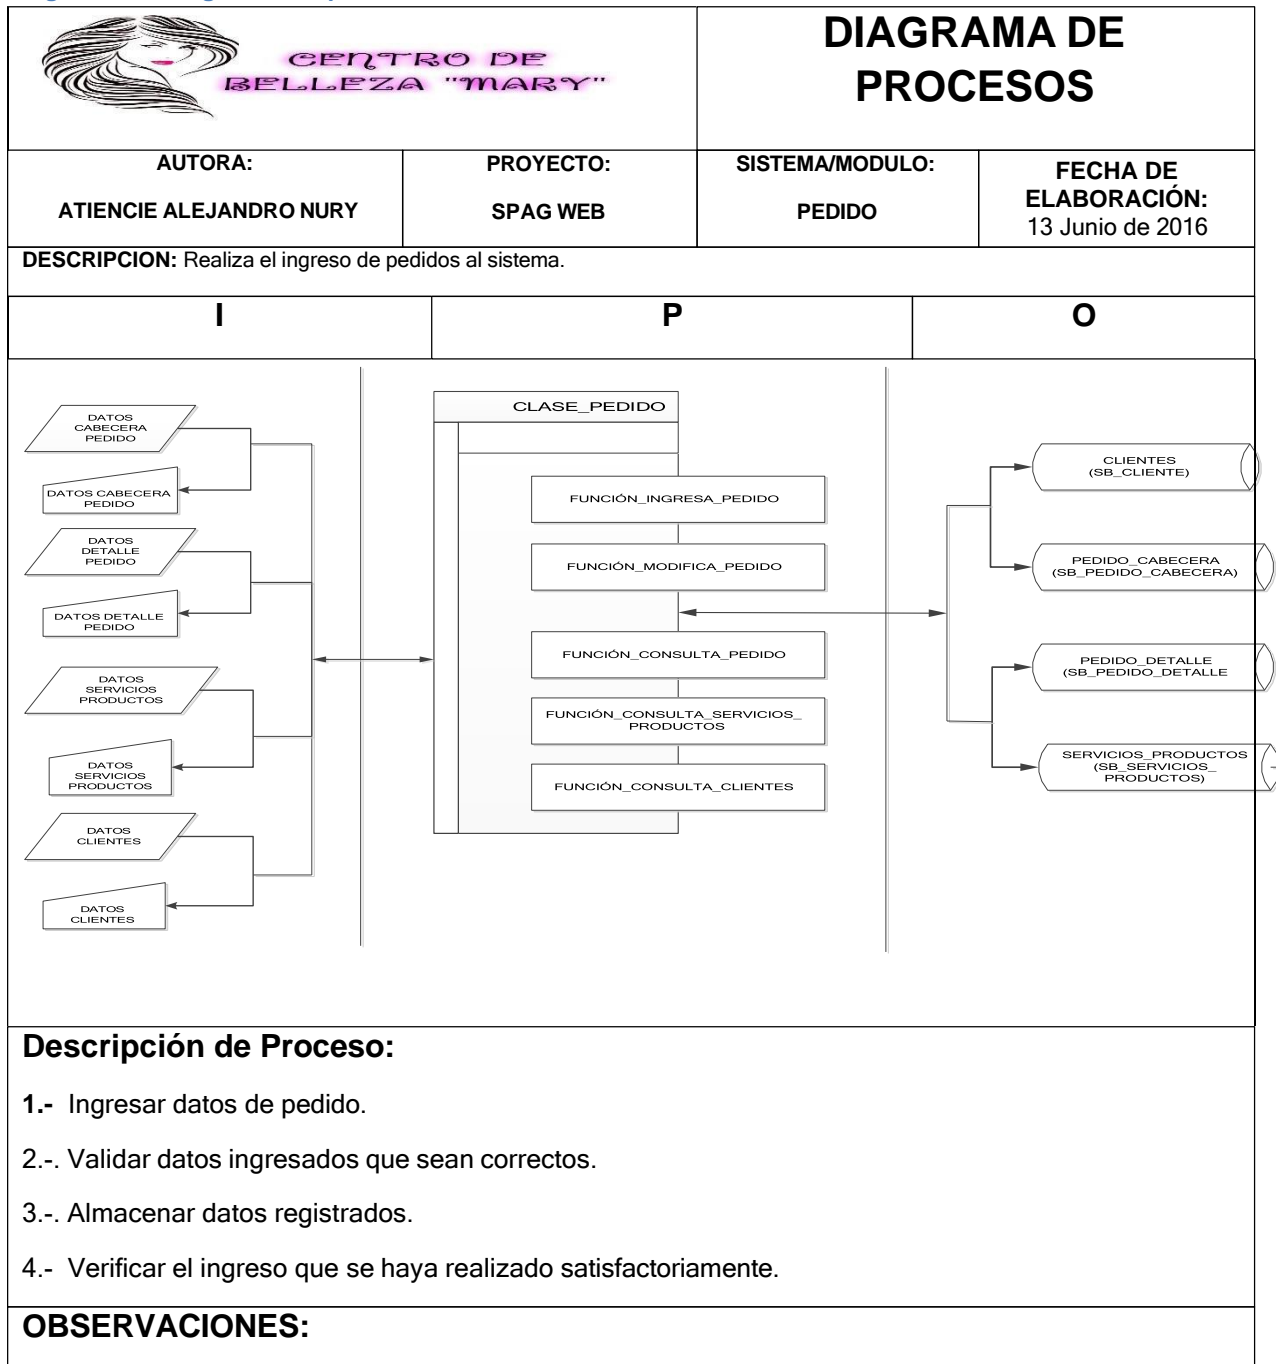 CENTRO DE
BELLEZA "MARY"
DIAGRAMA DE
PROCESOS
AUTORA:
ATIENCIE ALEJANDRO NURY
PROYECTO:
SPAG WEB
SISTEMA/MODULO:
PEDIDO
FECHA DE
ELABORACIÓN:
13 Junio de 2016
DESCRIPCION: Realiza el ingreso de pedidos al sistema.
I
P
O
DATOS
CABECERA
PEDIDO
DATOS CABECERA
PEDIDO
DATOS
DETALLE
PEDIDO
DATOS DETALLE
PEDIDO
DATOS
SERVICIOS
PRODUCTOS
DATOS
SERVICIOS
PRODUCTOS
DATOS
CLIENTES
DATOS
CLIENTES
CLASE_PEDIDO
FUNCIÓN_INGRESA_PEDIDO
FUNCIÓN_MODIFICA_PEDIDO
FUNCIÓN_CONSULTA_PEDIDO
FUNCIÓN_CONSULTA_SERVICIOS_
PRODUCTOS
FUNCIÓN_CONSULTA_CLIENTES
CLIENTES
(SB_CLIENTE)
PEDIDO_CABECERA
(SB_PEDIDO_CABECERA)
PEDIDO_DETALLE
(SB_PEDIDO_DETALLE
SERVICIOS_PRODUCTOS
(SB_SERVICIOS_
PRODUCTOS)
Descripción de Proceso:
1.- Ingresar datos de pedido.
2.-. Validar datos ingresados que sean correctos.
3.-. Almacenar datos registrados.
4.- Verificar el ingreso que se haya realizado satisfactoriamente.
OBSERVACIONES: